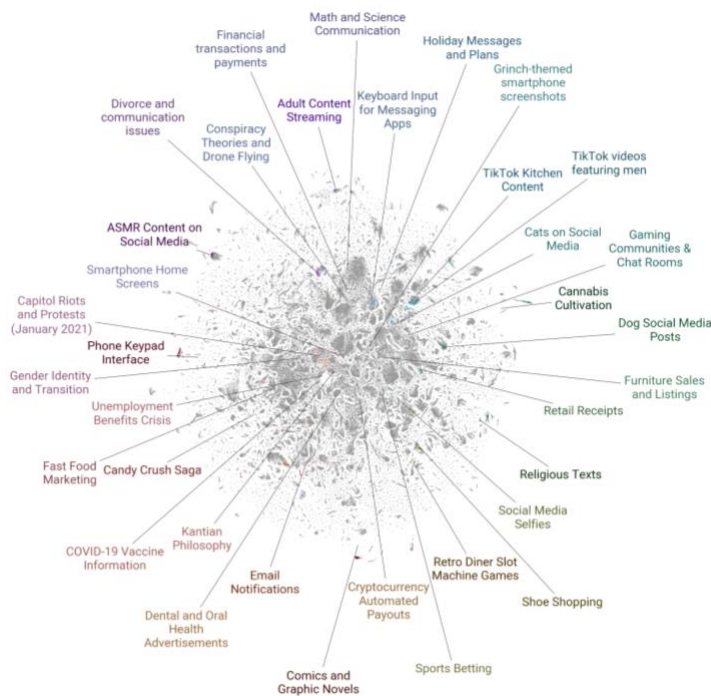 Math and Science
Communication
Financial
transactions and
payments
Holiday Messages
and Plans
Grinch-themed
smartphone
screenshots
Adult Content
Streaming
Keyboard Input
for Messaging
Apps
Divorce and
communication
issues
Conspiracy
Theories and
Drone Flying
TikTok videos
featuring men
TikTok Kitchen
Content
ASMR Content on
Social Media
Cats on Social
Media
Gaming
Communities &
Chat Rooms
Smartphone Home
Screens
Cannabis
Cultivation
Capitol Riots
and Protests
(January 2021)
Dog Social Media
Posts
Phone Keypad
Interface
Gender Identity
and Transition
Furniture Sales
and Listings
Unemployment
Benefits Crisis
Retail Receipts
Fast Food
Marketing
Candy Crush Saga
Religious Texts
Social Media
Selfies
Kantian
Philosophy
COVID-19 Vaccine
Information
Email
Notifications
Retro Diner Slot
Machine Games
Cryptocurrency
Automated
Payouts
Shoe Shopping
Dental and Oral
Health
Advertisements
Sports Betting
Comics and
Graphic Novels